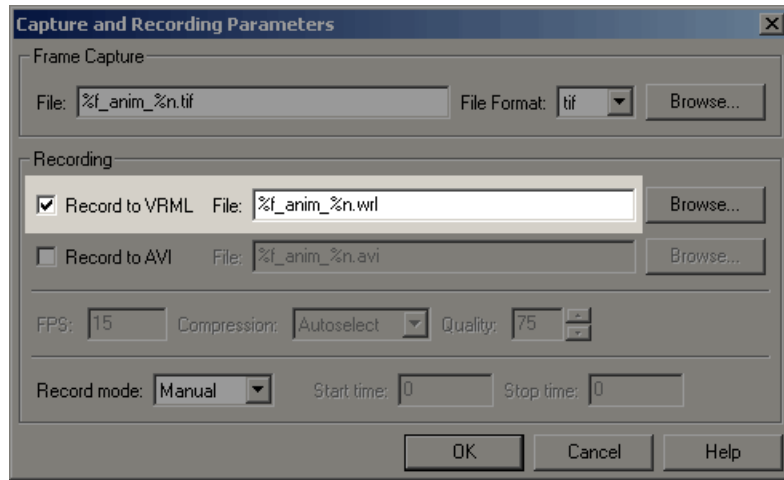 Capture and Recording Parameters
Frame Capture
File: %f_anim_%n.tif File Format: tif Browse...
Recording
Record to VRML File: %f_anim_%n.wrl Browse...
Record to AVI File: %f_anim_%n.avi Browse...
FPS: 15 Compression: Autoselect Quality: 75
Record mode: Manual Start time: 0 Stop time: 0
OK Cancel Help